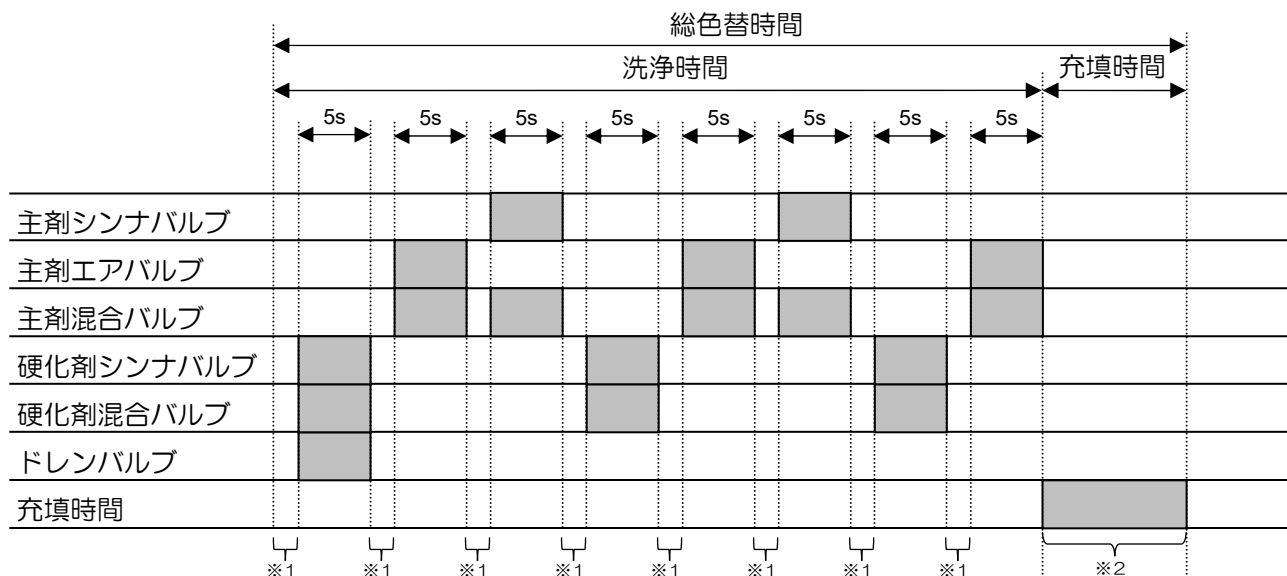 総色替時間
洗浄時間 充填時間
5s 5s 5s 5s 5s 5s 5s 5s
主剤シンナバルブ
主剤エアバルブ
主剤混合バルブ
硬化剤シンナバルブ
硬化剤混合バルブ
ドレンバルブ
充填時間
※1 ※1 ※1 ※1 ※1 ※1 ※1 ※1 ※2